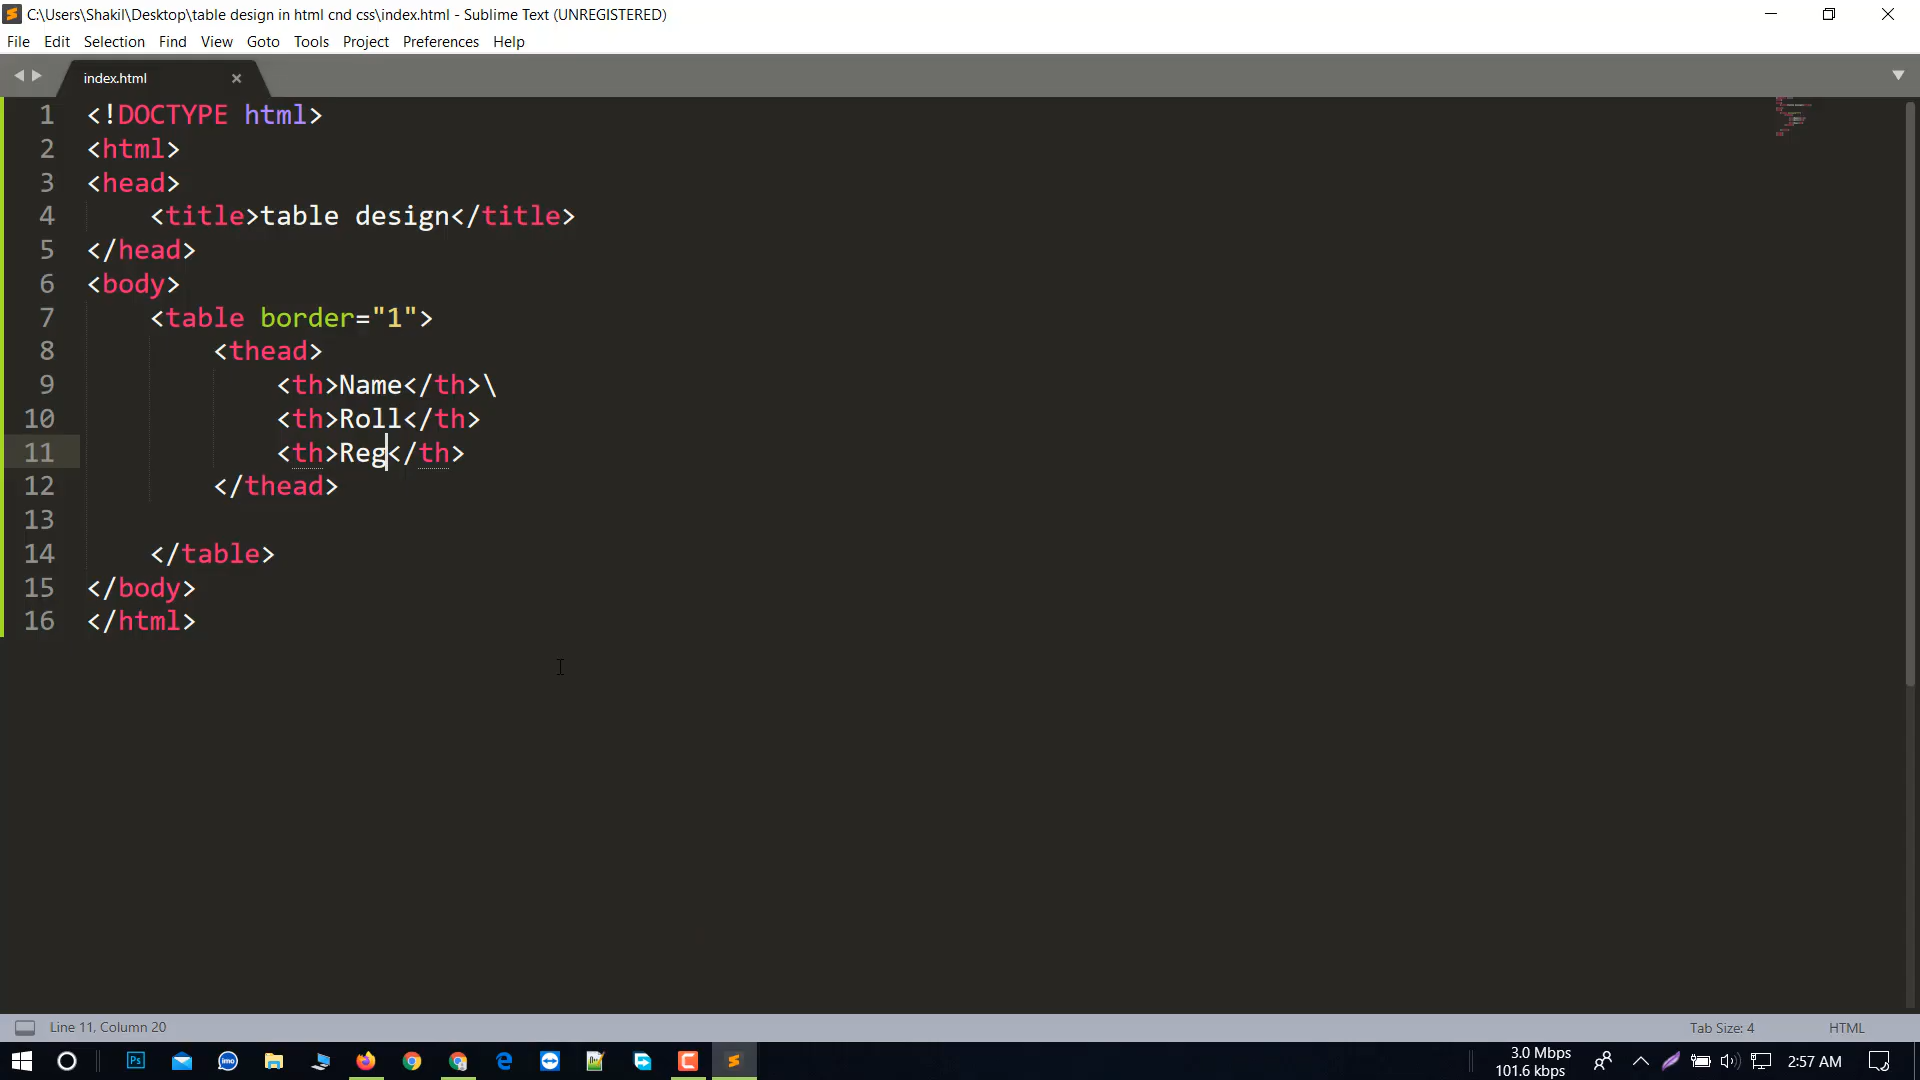 C:\Users\Shakil\Desktop\table design in html cnd css\index.html - Sublime Text (UNREGISTERED)
File Edit Selection Find View Goto Tools Project Preferences Help
index.html
1 <!DOCTYPE html>
2 <html>
3 <head>
4 <title>table design</title>
5 </head>
6 <body>
7 <table border="1">
8 <thead>
9 <th>Name</th>\
10 <th>Roll</th>
11 <th>Reg</th>
12 </thead>
13
14 </table>
15 </body>
16 </html>
Line 11, Column 20
Tab Size: 4
HTML
Ps
imo
3.0 Mbps
101.6 kbps
2:57 AM